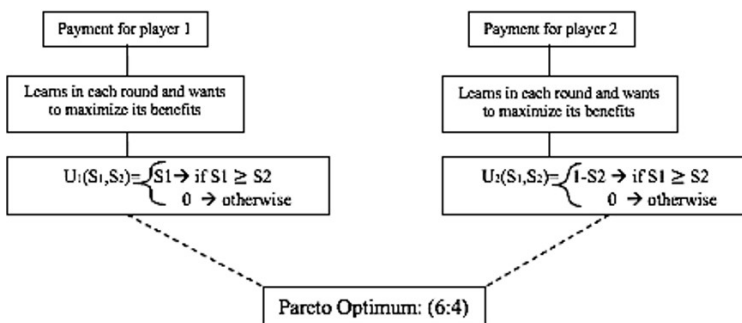 Payment for player 1
Payment for player 2
Learns in each round and wants
to maximize its benefits
Learns in each round and wants
to maximize its benefits
U₁(S₁,S₂)= { S1 → if S1 ≥ S2
0 → otherwise
U₂(S₁,S₂)= { 1-S2 → if S1 ≥ S2
0 → otherwise
Pareto Optimum: (6:4)